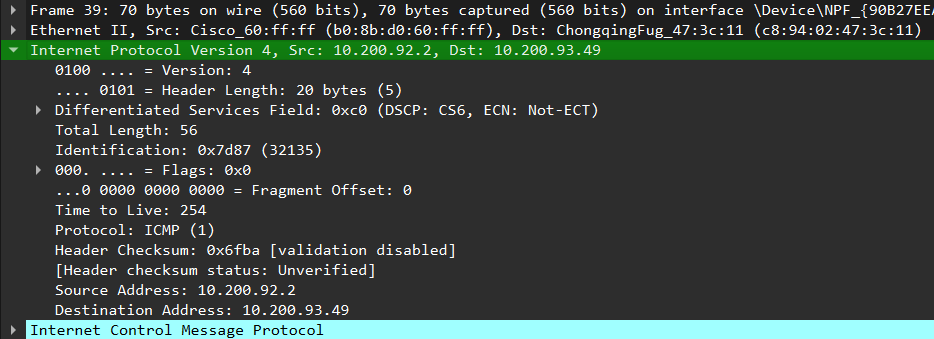 Frame 39: 70 bytes on wire (560 bits), 70 bytes captured (560 bits) on interface \Device\NPF_{90B27EEA
Ethernet II, Src: Cisco_60:ff:ff (b0:8b:d0:60:ff:ff), Dst: ChongqingFug_47:3c:11 (c8:94:02:47:3c:11)
Internet Protocol Version 4, Src: 10.200.92.2, Dst: 10.200.93.49
0100 .... = Version: 4
.... 0101 = Header Length: 20 bytes (5)
Differentiated Services Field: 0xc0 (DSCP: CS6, ECN: Not-ECT)
Total Length: 56
Identification: 0x7d87 (32135)
000. .... = Flags: 0x0
...0 0000 0000 0000 = Fragment Offset: 0
Time to Live: 254
Protocol: ICMP (1)
Header Checksum: 0x6fba [validation disabled]
[Header checksum status: Unverified]
Source Address: 10.200.92.2
Destination Address: 10.200.93.49
Internet Control Message Protocol